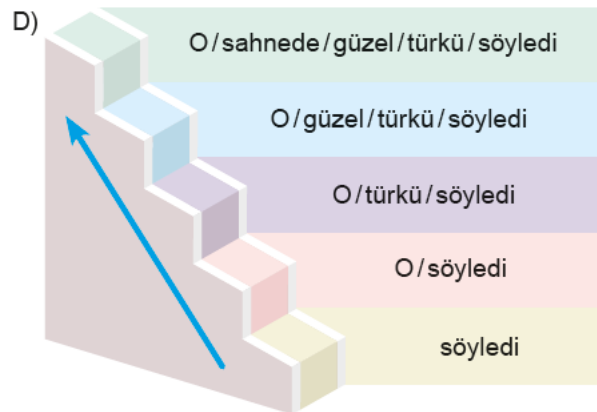 D)
O / sahnede / güzel / türkü / söyledi
O / güzel / türkü / söyledi
O / türkü / söyledi
O / söyledi
söyledi